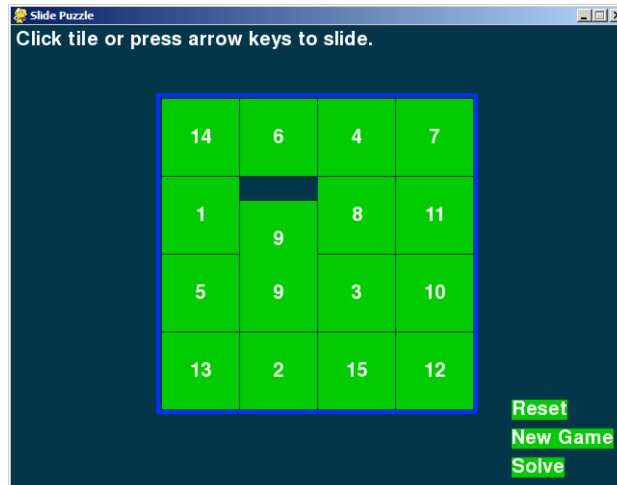 Slide Puzzle
Click tile or press arrow keys to slide.
14 6 4 7
1 9 8 11
5 9 3 10
13 2 15 12
Reset
New Game
Solve